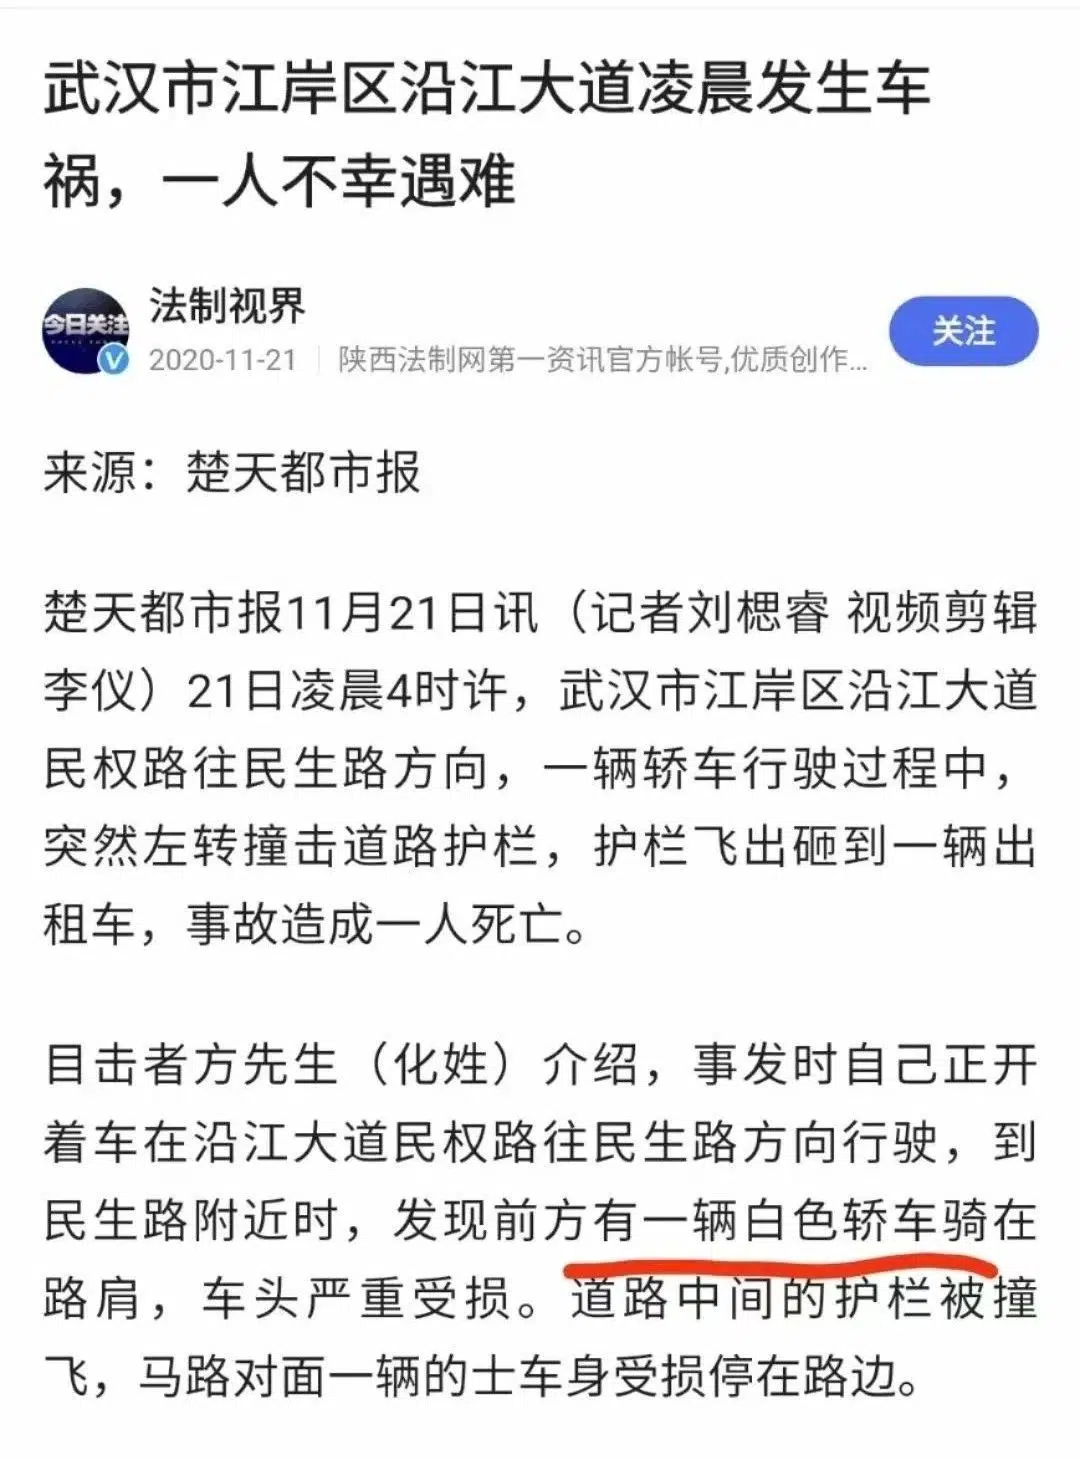 武汉市江岸区沿江大道凌晨发生车
祸，一人不幸遇难
今日关注
法制视界
2020-11-21 | 陕西法制网第一资讯官方帐号,优质创作...
关注
来源：楚天都市报
楚天都市报11月21日讯（记者刘楒睿 视频剪辑
李仪）21日凌晨4时许，武汉市江岸区沿江大道
民权路往民生路方向，一辆轿车行驶过程中，
突然左转撞击道路护栏，护栏飞出砸到一辆出
租车，事故造成一人死亡。
目击者方先生（化姓）介绍，事发时自己正开
着车在沿江大道民权路往民生路方向行驶，到
民生路附近时，发现前方有一辆白色轿车骑在
路肩，车头严重受损。道路中间的护栏被撞
飞，马路对面一辆的士车身受损停在路边。